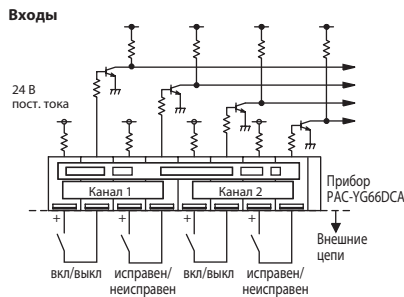 Входы
24 В
пост. тока
Канал 1
Канал 2
Прибор
PAC-YG66DCA
+
+
+
+
Внешние
цепи
вкл/выкл
исправен/
неисправен
вкл/выкл
исправен/
неисправен